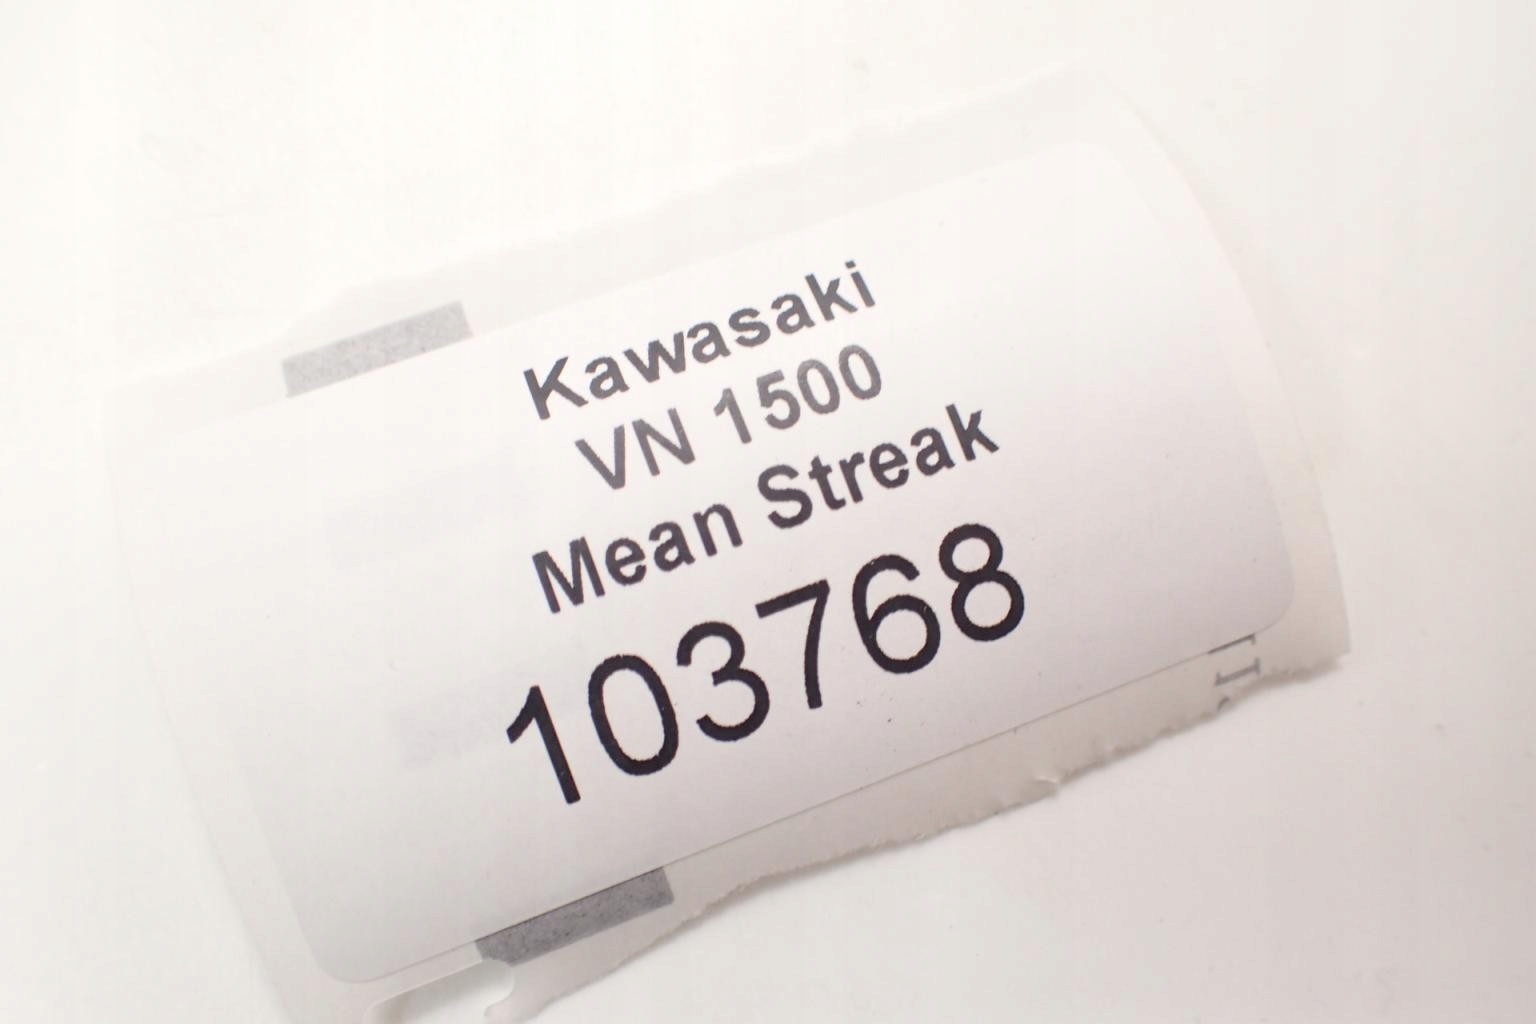 Kawasaki
VN 1500
Mean Streak
103768